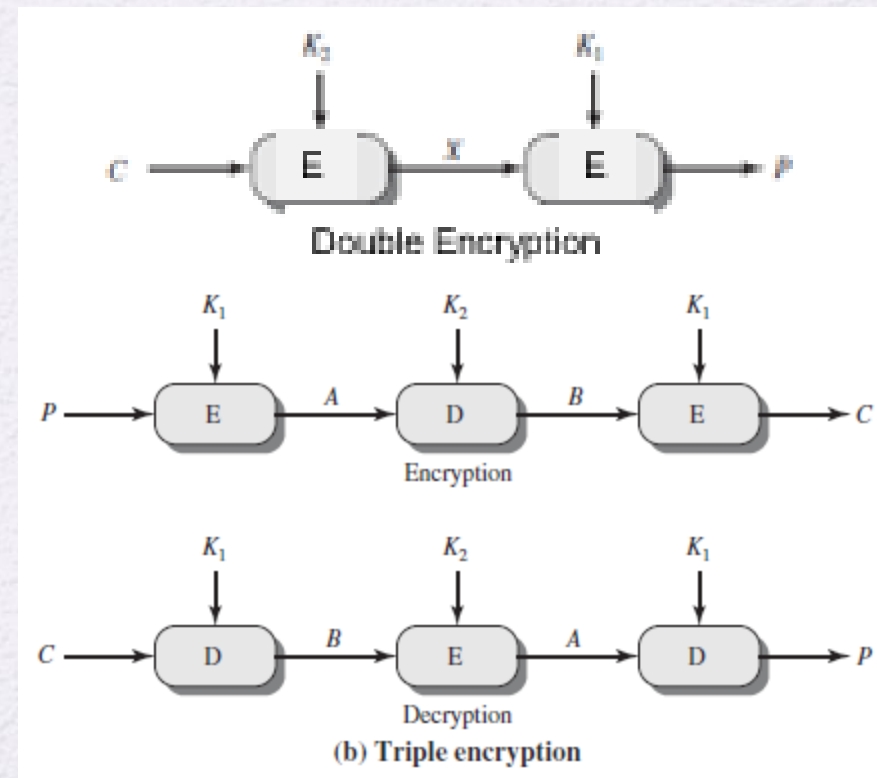 K₂ K₁
C E X E P
Double Encryption
K₁ K₂ K₁
P E A D B E C
Encryption
K₁ K₂ K₁
C D B E A D P
Decryption
(b) Triple encryption